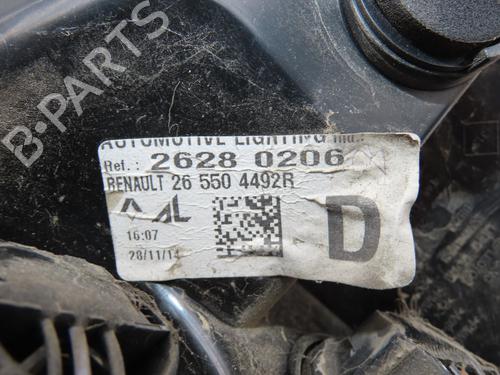 AUTOMOTIVE LIGHTING
Ref.: 2628 0206
RENAULT 26 550 4492R
AL
16:07
28/11/14
D
B-PARTS